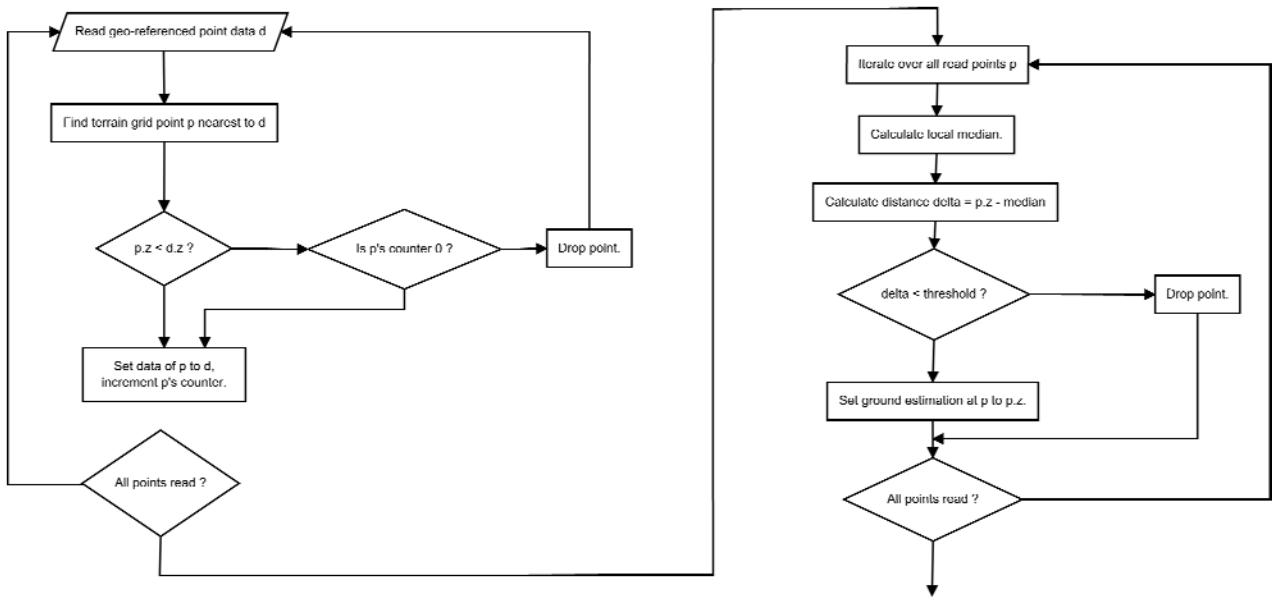 Read geo-referenced point data d
Find terrain grid point p nearest to d
p.z < d.z ?
Is p's counter 0 ?
Drop point.
Set data of p to d,
increment p's counter.
All points read ?
Iterate over all read points p
Calculate local median.
Calculate distance delta = p.z - median
delta < threshold ?
Drop point.
Set ground estimation at p to p.z.
All points read ?